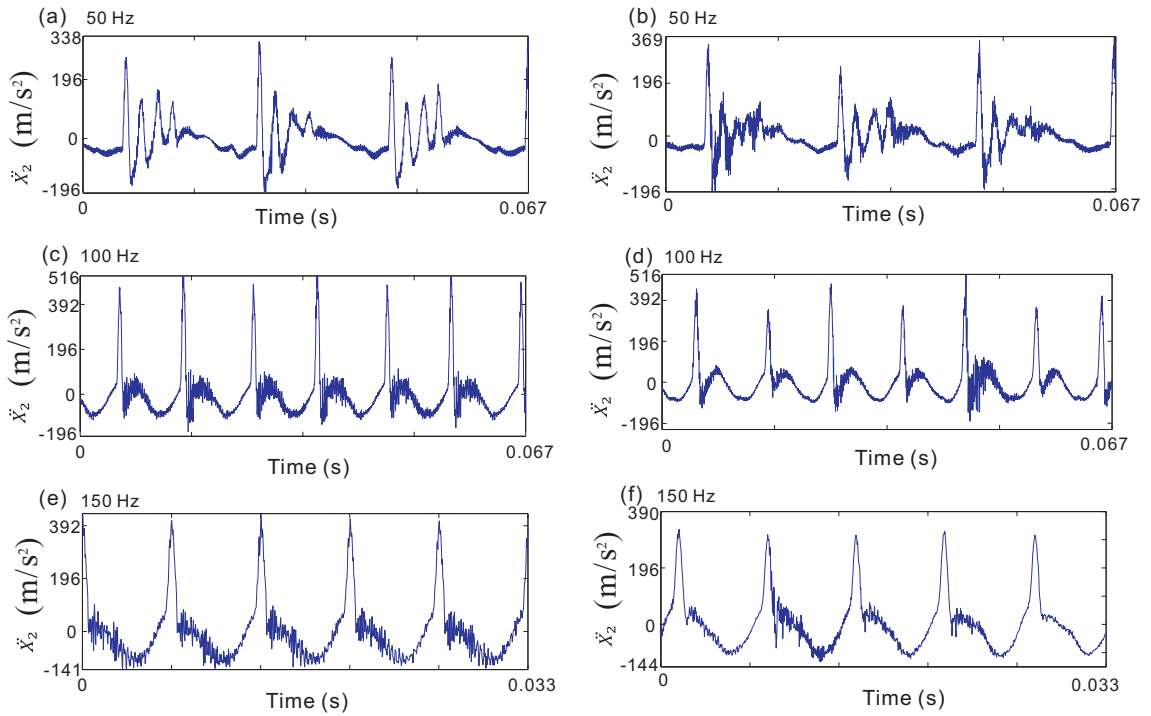 (a) 50 Hz
338
196
0
-196
Ẍ₂ (m/s²)
0
0.067
Time (s)
(b) 50 Hz
369
196
0
-196
Ẍ₂ (m/s²)
0
0.067
Time (s)
(c) 100 Hz
516
392
196
0
-196
Ẍ₂ (m/s²)
0
0.067
Time (s)
(d) 100 Hz
516
392
196
0
-196
Ẍ₂ (m/s²)
0
0.067
Time (s)
(e) 150 Hz
392
196
0
-141
Ẍ₂ (m/s²)
0
0.033
Time (s)
(f) 150 Hz
390
196
0
-144
Ẍ₂ (m/s²)
0
0.033
Time (s)